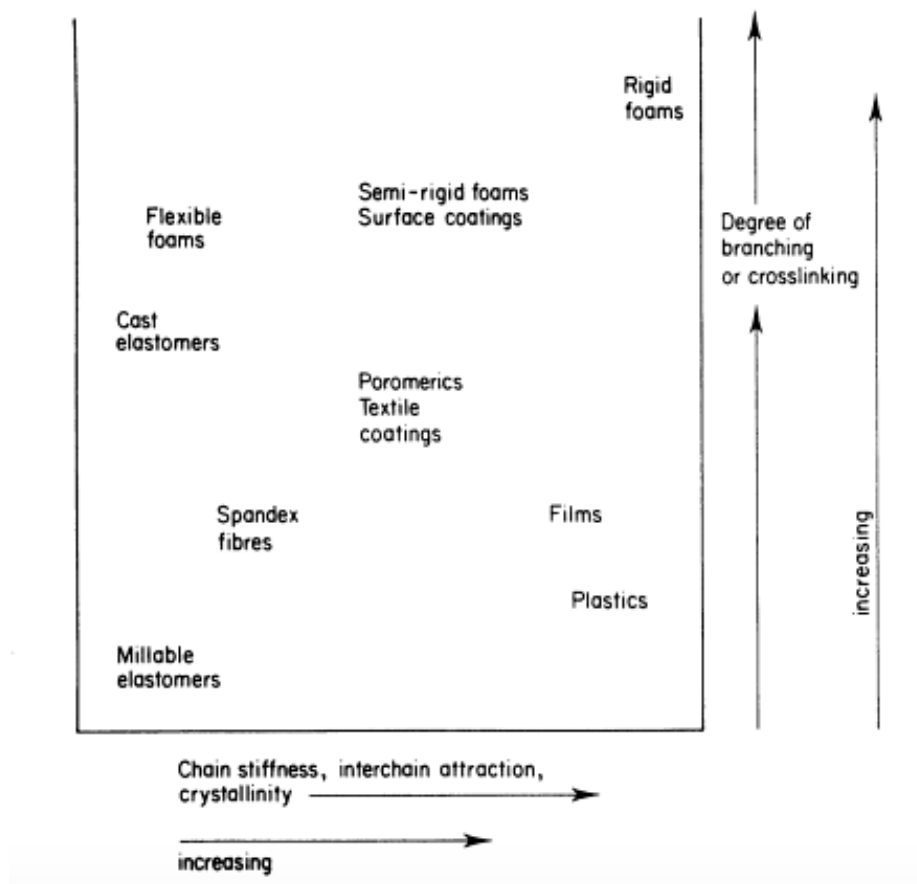 Rigid
foams
Semi-rigid foams
Surface coatings
Flexible
foams
Degree of
branching
or crosslinking
Cast
elastomers
Poromerics
Textile
coatings
Spandex
fibres
Films
increasing
Plastics
Millable
elastomers
Chain stiffness, interchain attraction,
crystallinity
increasing